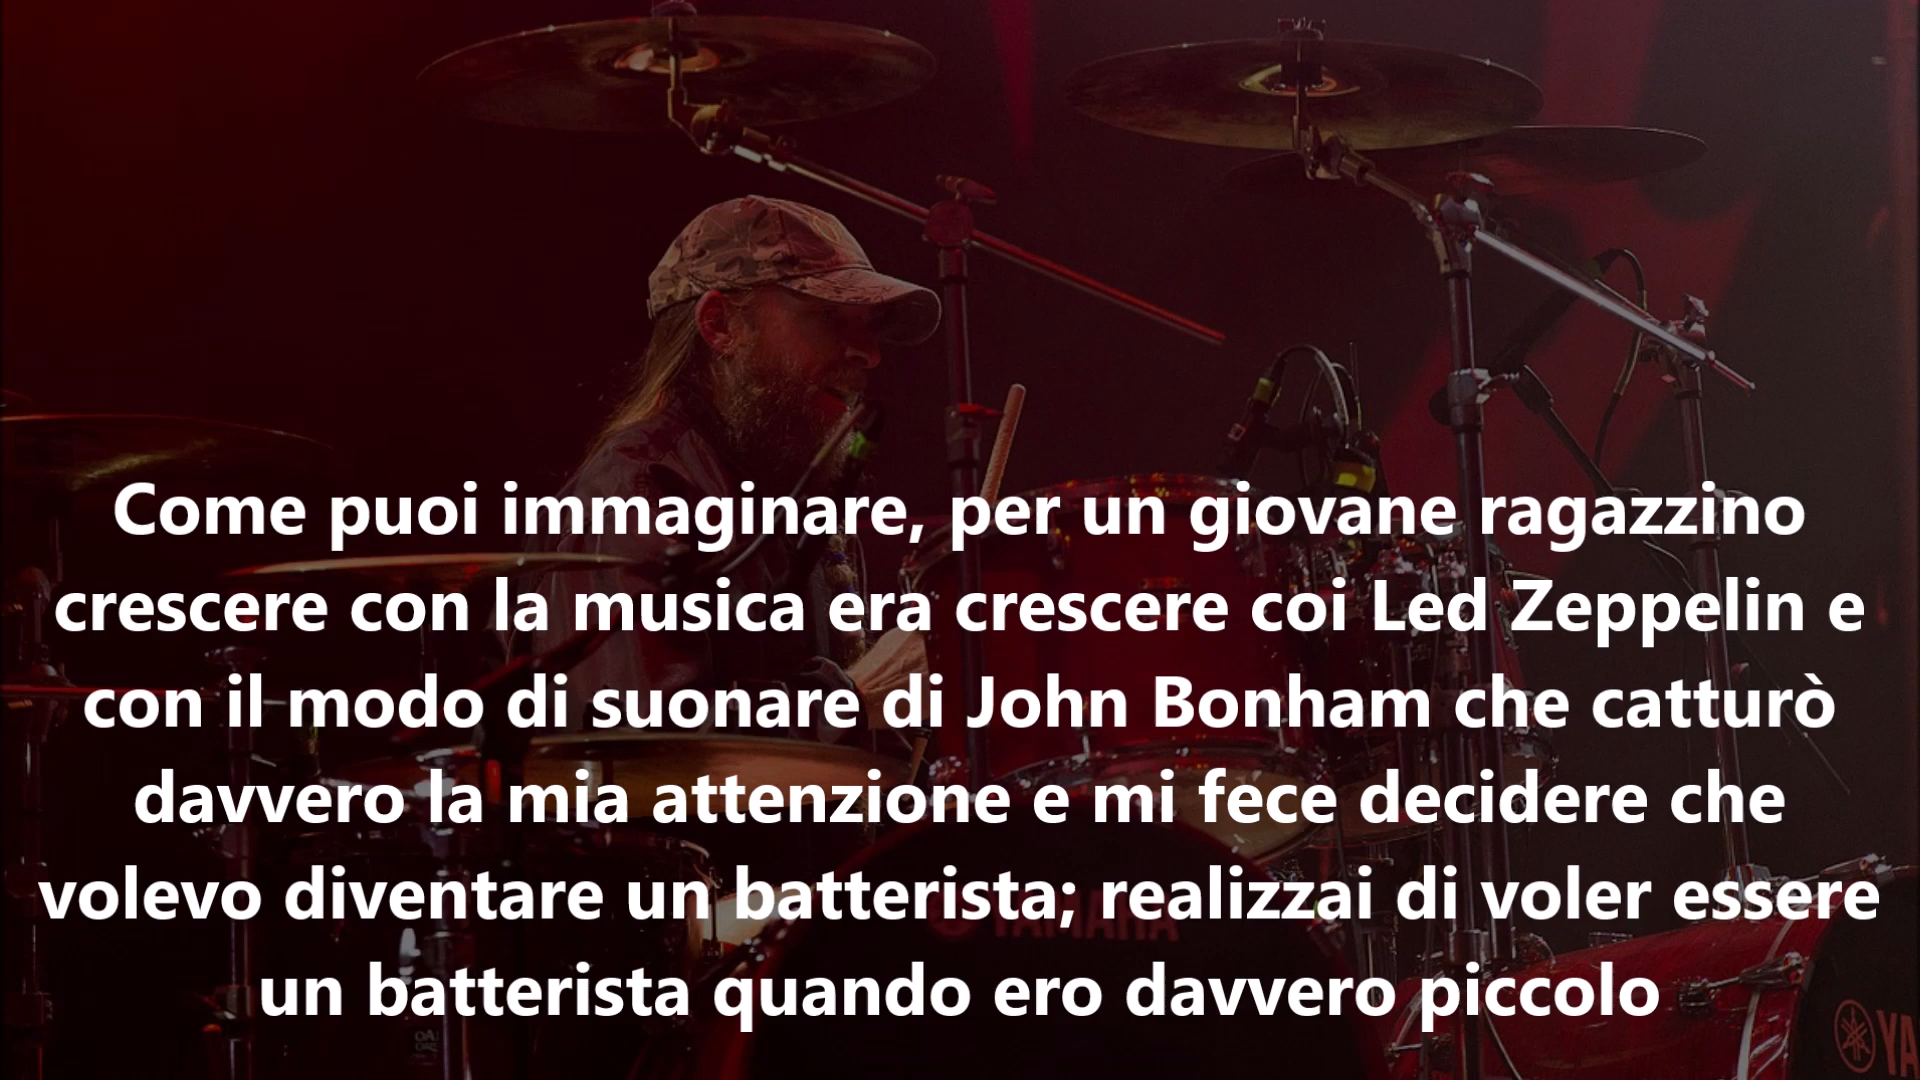 Come puoi immaginare, per un giovane ragazzino
crescere con la musica era crescere coi Led Zeppelin e
con il modo di suonare di John Bonham che catturò
davvero la mia attenzione e mi fece decidere che
volevo diventare un batterista; realizzai di voler essere
un batterista quando ero davvero piccolo
YAMAHA
YA